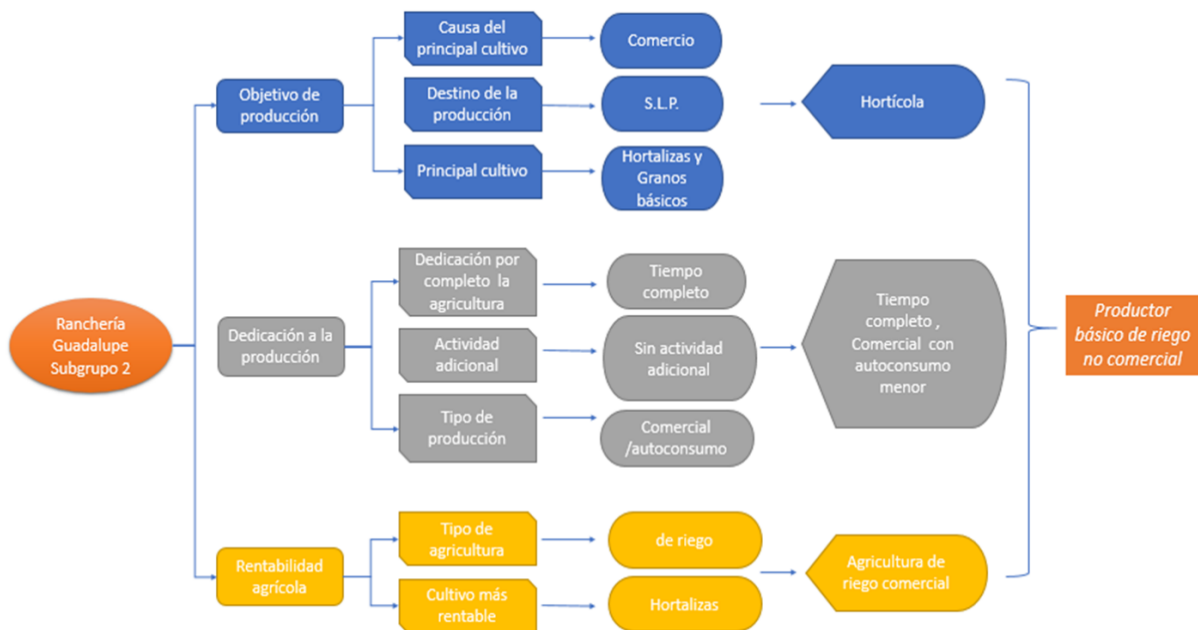 Causa del
principal cultivo
Comercio
Objetivo de
producción
Destino de la
producción
S.L.P.
Hortícola
Principal cultivo
Hortalizas y
Granos
básicos
Ranchería
Guadalupe
Subgrupo 2
Dedicación a la
producción
Dedicación por
completo la
agricultura
Tiempo
completo
Actividad
adicional
Sin actividad
adicional
Tiempo
completo ,
Comercial con
autoconsumo
menor
Tipo de
producción
Comercial
/autoconsumo
Productor
básico de riego
no comercial
Rentabilidad
agrícola
Tipo de
agricultura
de riego
Agricultura de
riego comercial
Cultivo más
rentable
Hortalizas